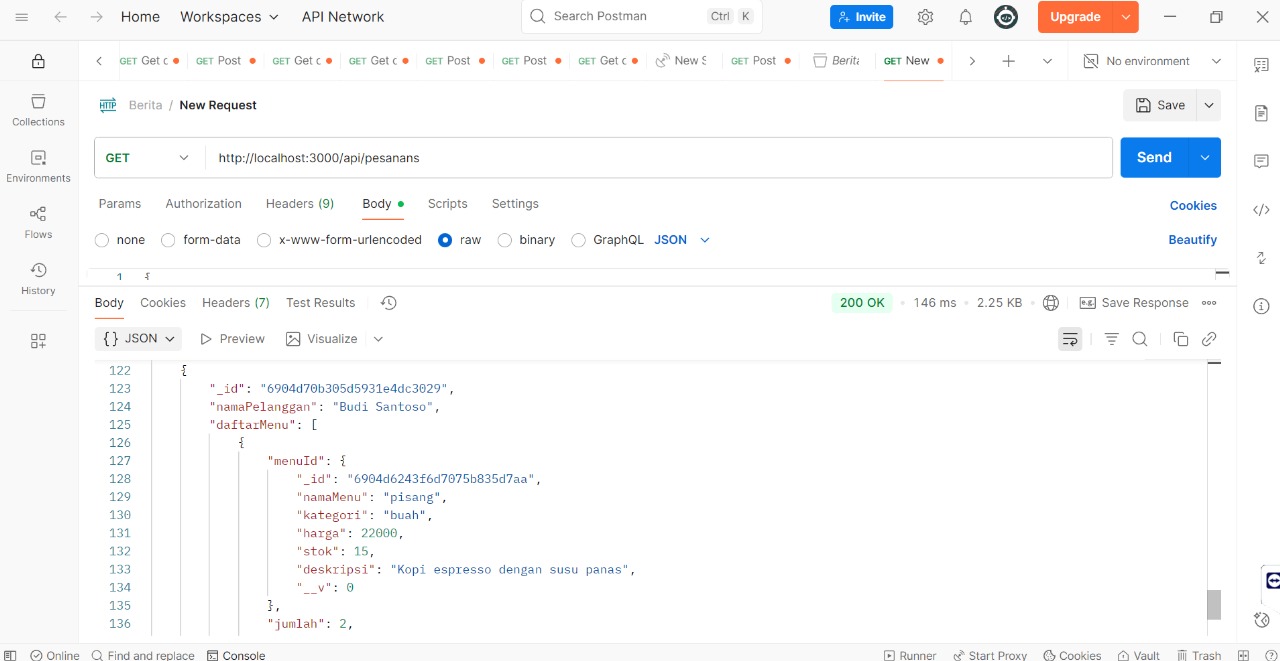 Home Workspaces API Network Search Postman Ctrl K Invite Upgrade
GET Get c GET Post GET Get c GET Get c GET Post GET Post GET Get c New S GET Post Berita GET New No environment
HTTP Berita / New Request Save
Collections
Environments
Flows
History
GET http://localhost:3000/api/pesanans Send
Params Authorization Headers (9) Body Scripts Settings Cookies
none form-data x-www-form-urlencoded raw binary GraphQL JSON Beautify
1 {
Body Cookies Headers (7) Test Results 200 OK 146 ms 2.25 KB Save Response
{} JSON Preview Visualize
122 {
123 "_id": "6904d70b305d5931e4dc3029",
124 "namaPelanggan": "Budi Santoso",
125 "daftarMenu": [
126 {
127 "menuId": {
128 "_id": "6904d6243f6d7075b835d7aa",
129 "namaMenu": "pisang",
130 "kategori": "buah",
131 "harga": 22000,
132 "stok": 15,
133 "deskripsi": "Kopi espresso dengan susu panas",
134 "__v": 0
135 },
136 "jumlah": 2,
Online Find and replace Console Runner Start Proxy Cookies Vault Trash